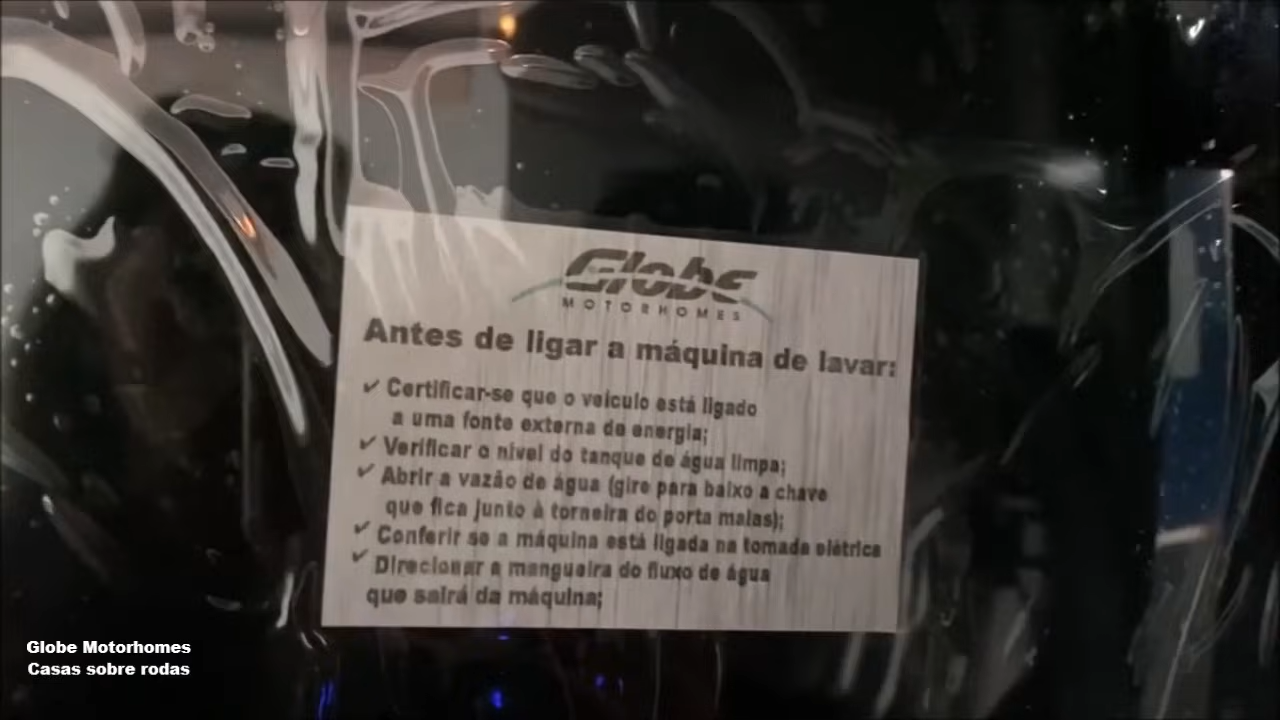 Globe
MOTORHOMES
Antes de ligar a máquina de lavar:
✓ Certificar-se que o veiculo está ligado
a uma fonte externa de energia;
✓ Verificar o nivel do tanque de água limpa;
✓ Abrir a vazão de água (gire para baixo a chave
que fica junto à torneira do porta malas);
✓ Conferir se a máquina está ligada na tomada elétrica
✓ Direcionar a mangueira do fluxo de água
que sairá da máquina;
Globe Motorhomes
Casas sobre rodas